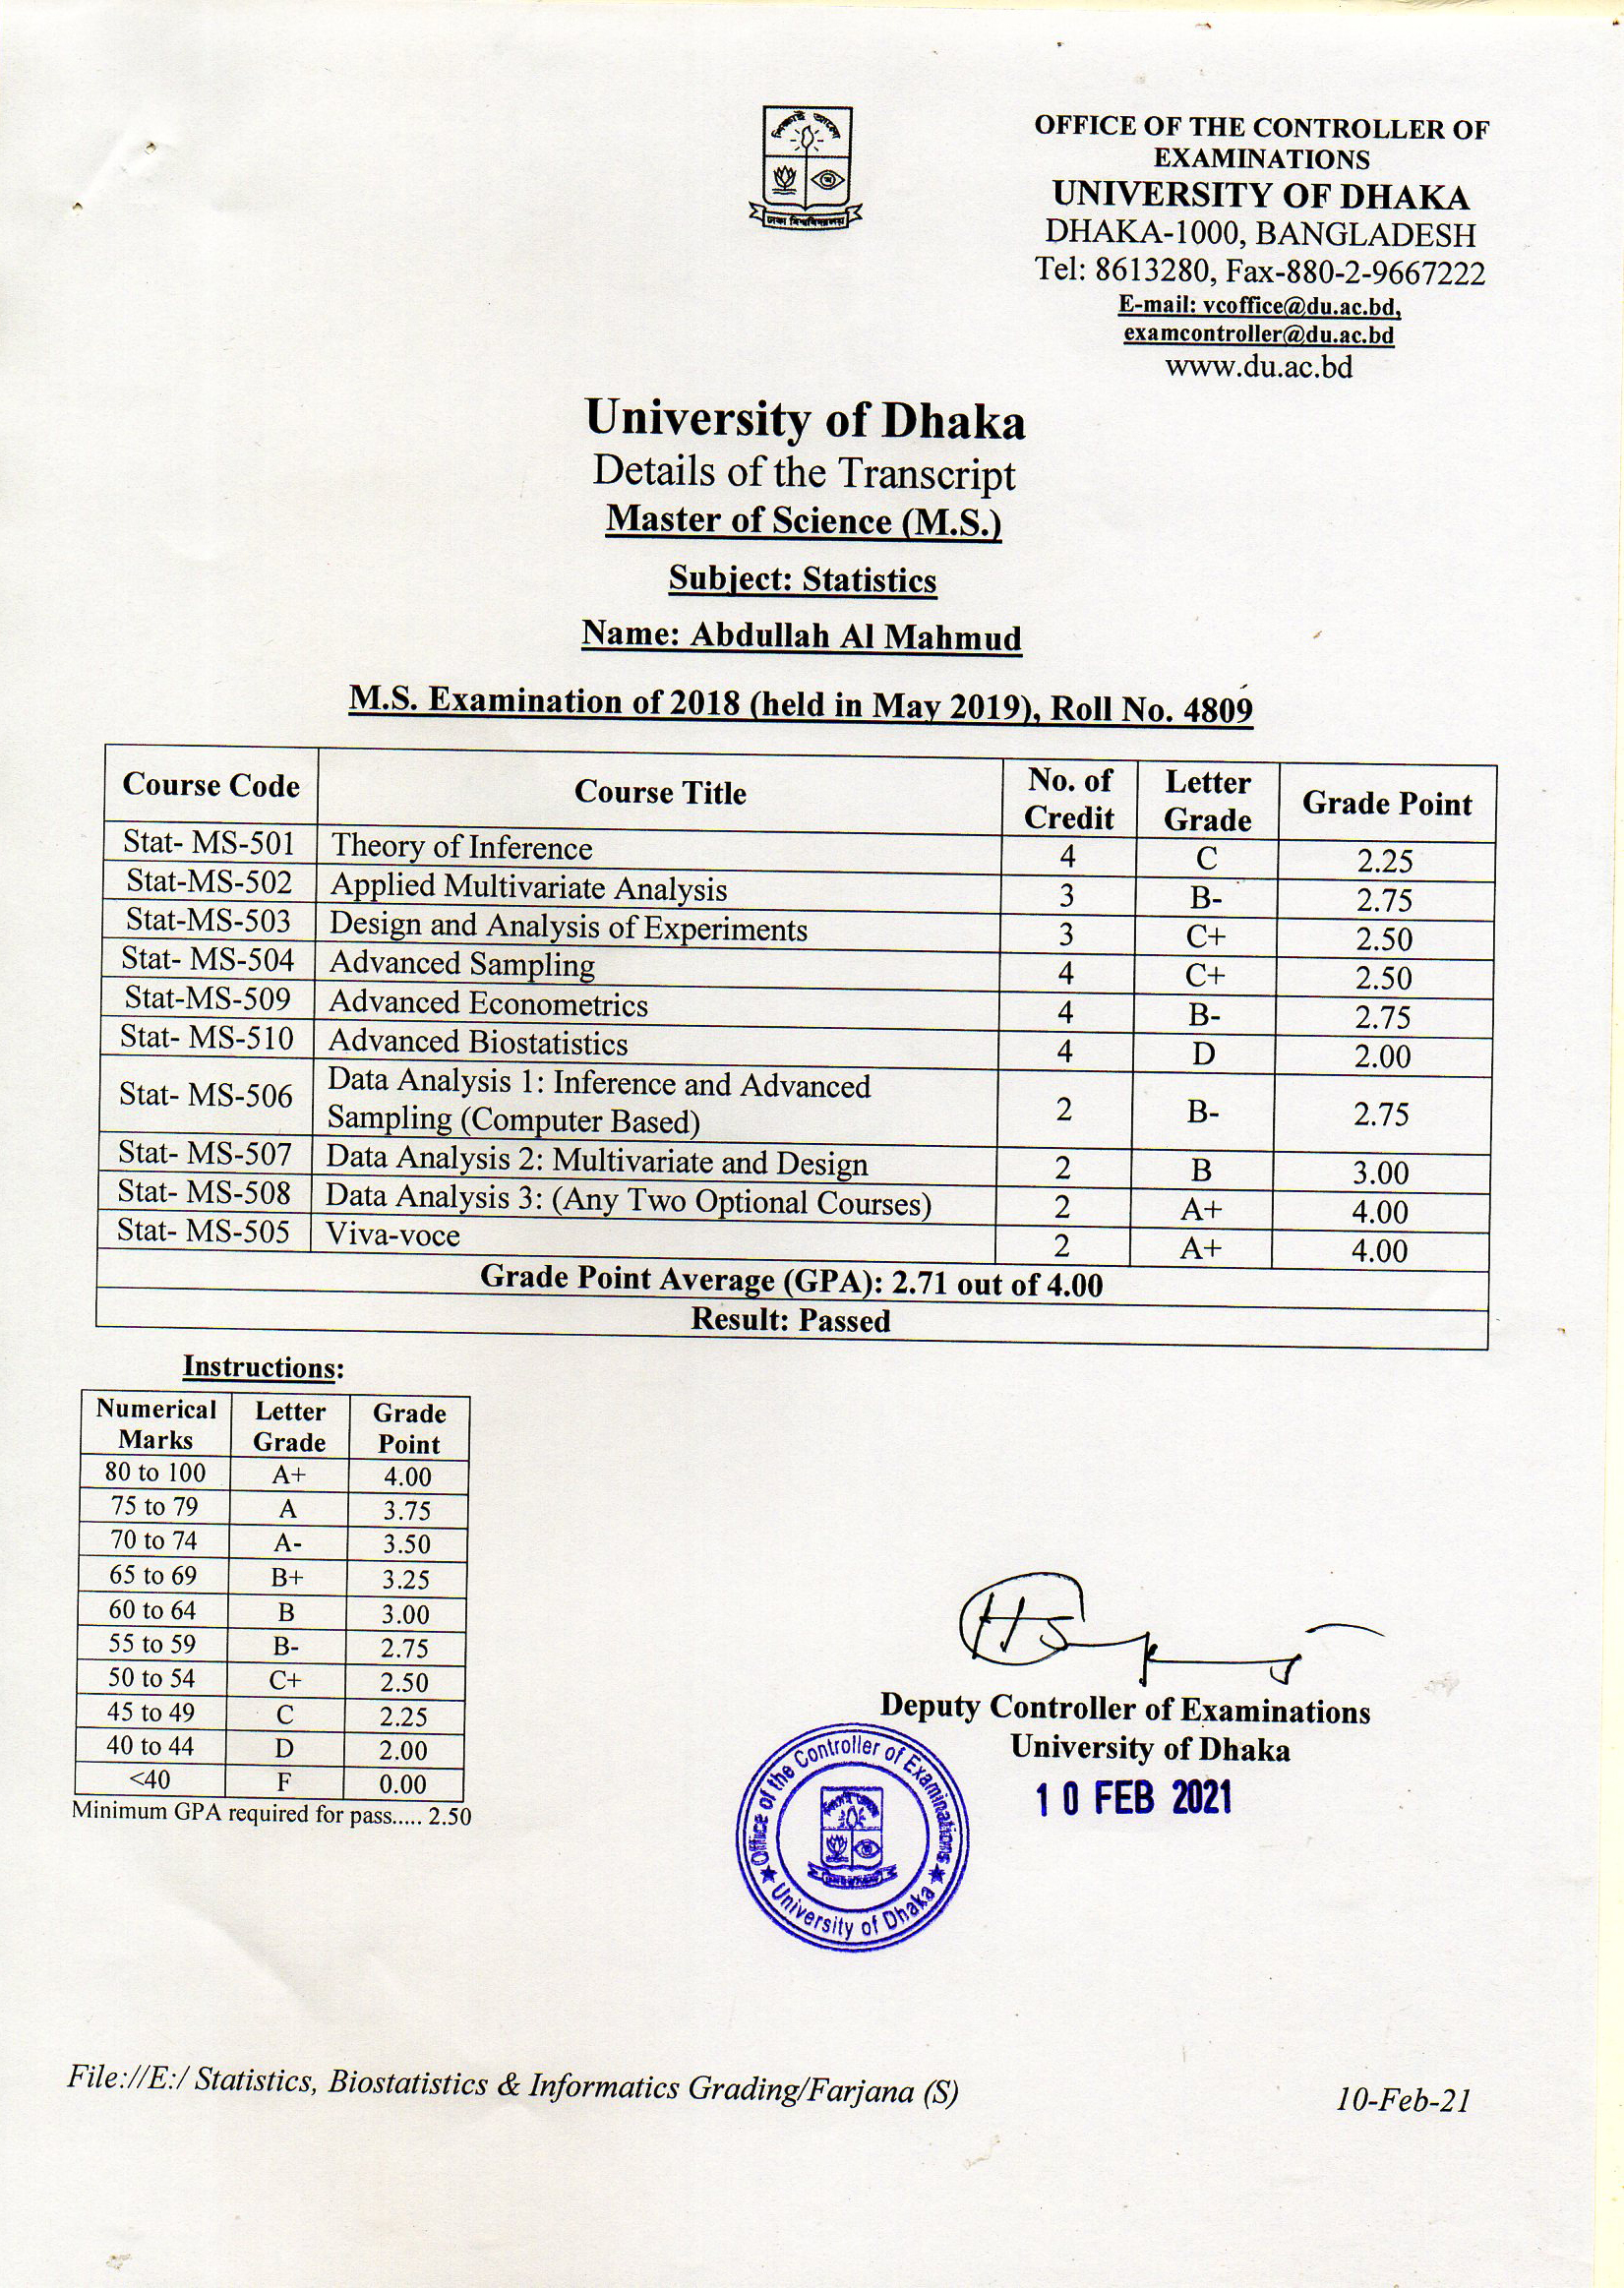 শিক্ষাই আলো
ঢাকা বিশ্ববিদ্যালয়
OFFICE OF THE CONTROLLER OF
EXAMINATIONS
UNIVERSITY OF DHAKA
DHAKA-1000, BANGLADESH
Tel: 8613280, Fax-880-2-9667222
E-mail: vcoffice@du.ac.bd,
examcontroller@du.ac.bd
www.du.ac.bd
University of Dhaka
Details of the Transcript
Master of Science (M.S.)
Subject: Statistics
Name: Abdullah Al Mahmud
M.S. Examination of 2018 (held in May 2019), Roll No. 4809
Course Code Course Title No. of Credit Letter Grade Grade Point
Stat- MS-501 Theory of Inference 4 C 2.25
Stat-MS-502 Applied Multivariate Analysis 3 B- 2.75
Stat-MS-503 Design and Analysis of Experiments 3 C+ 2.50
Stat- MS-504 Advanced Sampling 4 C+ 2.50
Stat-MS-509 Advanced Econometrics 4 B- 2.75
Stat- MS-510 Advanced Biostatistics 4 D 2.00
Stat- MS-506 Data Analysis 1: Inference and Advanced
Sampling (Computer Based) 2 B- 2.75
Stat- MS-507 Data Analysis 2: Multivariate and Design 2 B 3.00
Stat- MS-508 Data Analysis 3: (Any Two Optional Courses) 2 A+ 4.00
Stat- MS-505 Viva-voce 2 A+ 4.00
Grade Point Average (GPA): 2.71 out of 4.00
Result: Passed
Instructions:
Numerical Marks Letter Grade Grade Point
80 to 100 A+ 4.00
75 to 79 A 3.75
70 to 74 A- 3.50
65 to 69 B+ 3.25
60 to 64 B 3.00
55 to 59 B- 2.75
50 to 54 C+ 2.50
45 to 49 C 2.25
40 to 44 D 2.00
<40 F 0.00
Minimum GPA required for pass..... 2.50
Deputy Controller of Examinations
University of Dhaka
10 FEB 2021
Office of the Controller of Examinations
University of Dhaka
File://E:/ Statistics, Biostatistics & Informatics Grading/Farjana (S)
10-Feb-21